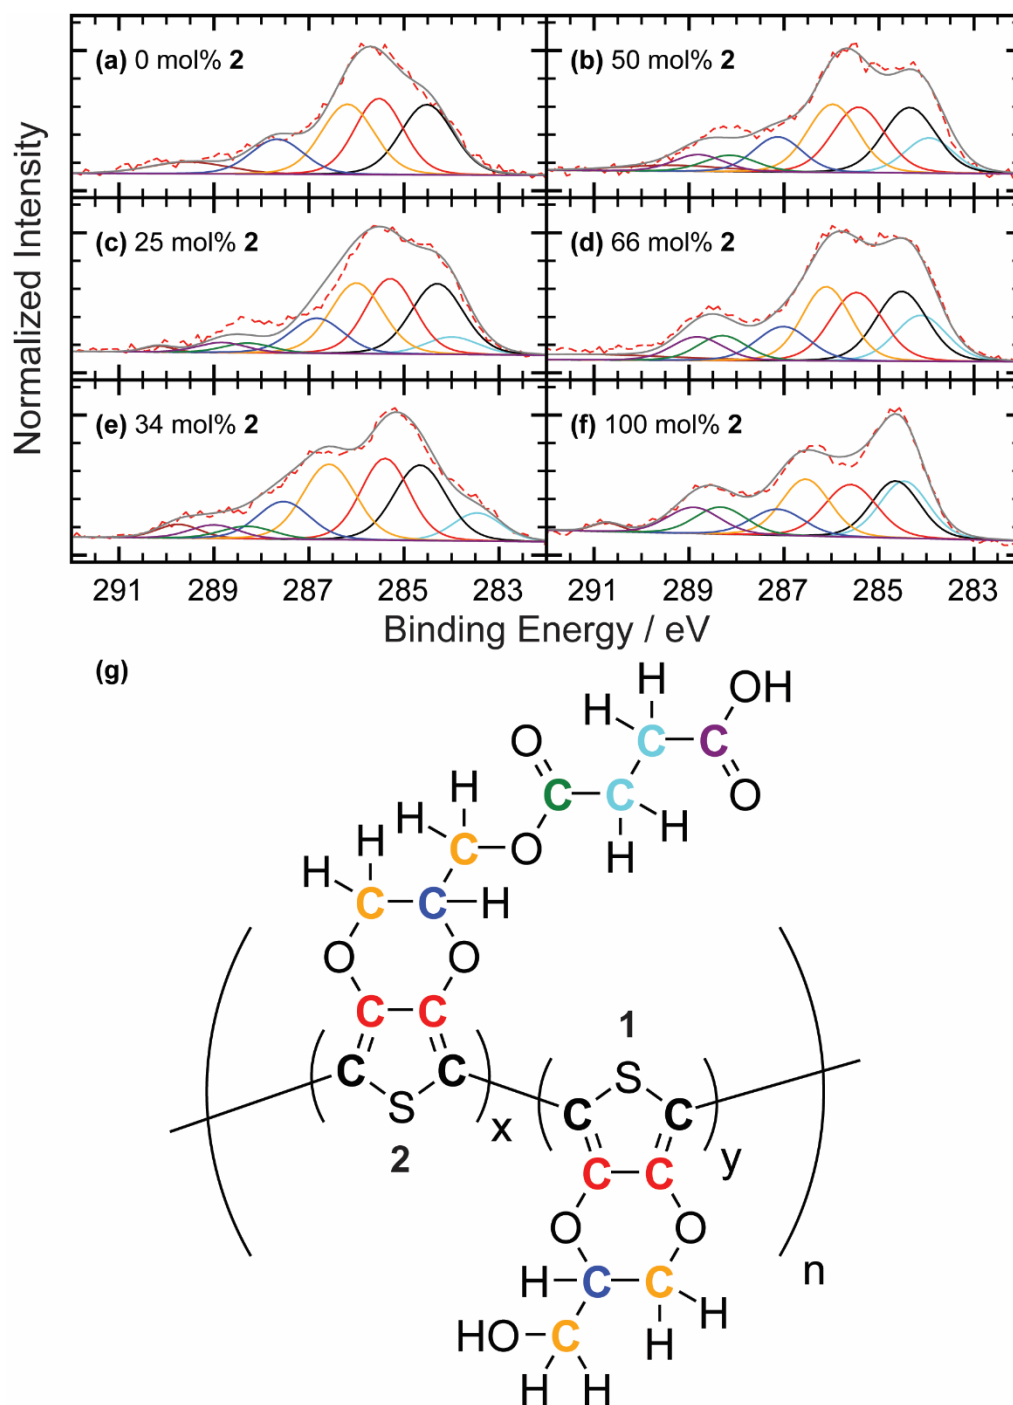 (a) 0 mol% 2
(b) 50 mol% 2
(c) 25 mol% 2
(d) 66 mol% 2
(e) 34 mol% 2
(f) 100 mol% 2
Normalized Intensity
291 289 287 285 283 291 289 287 285 283
Binding Energy / eV
(g)
H
OH
H
C C
O
H
C C
O
H
H
H
H
C O
H
H
C C H
O O
C C
1
C C
S
S
C C
x
y
2
C C
O O
n
H C C
H
HO C
H
H H